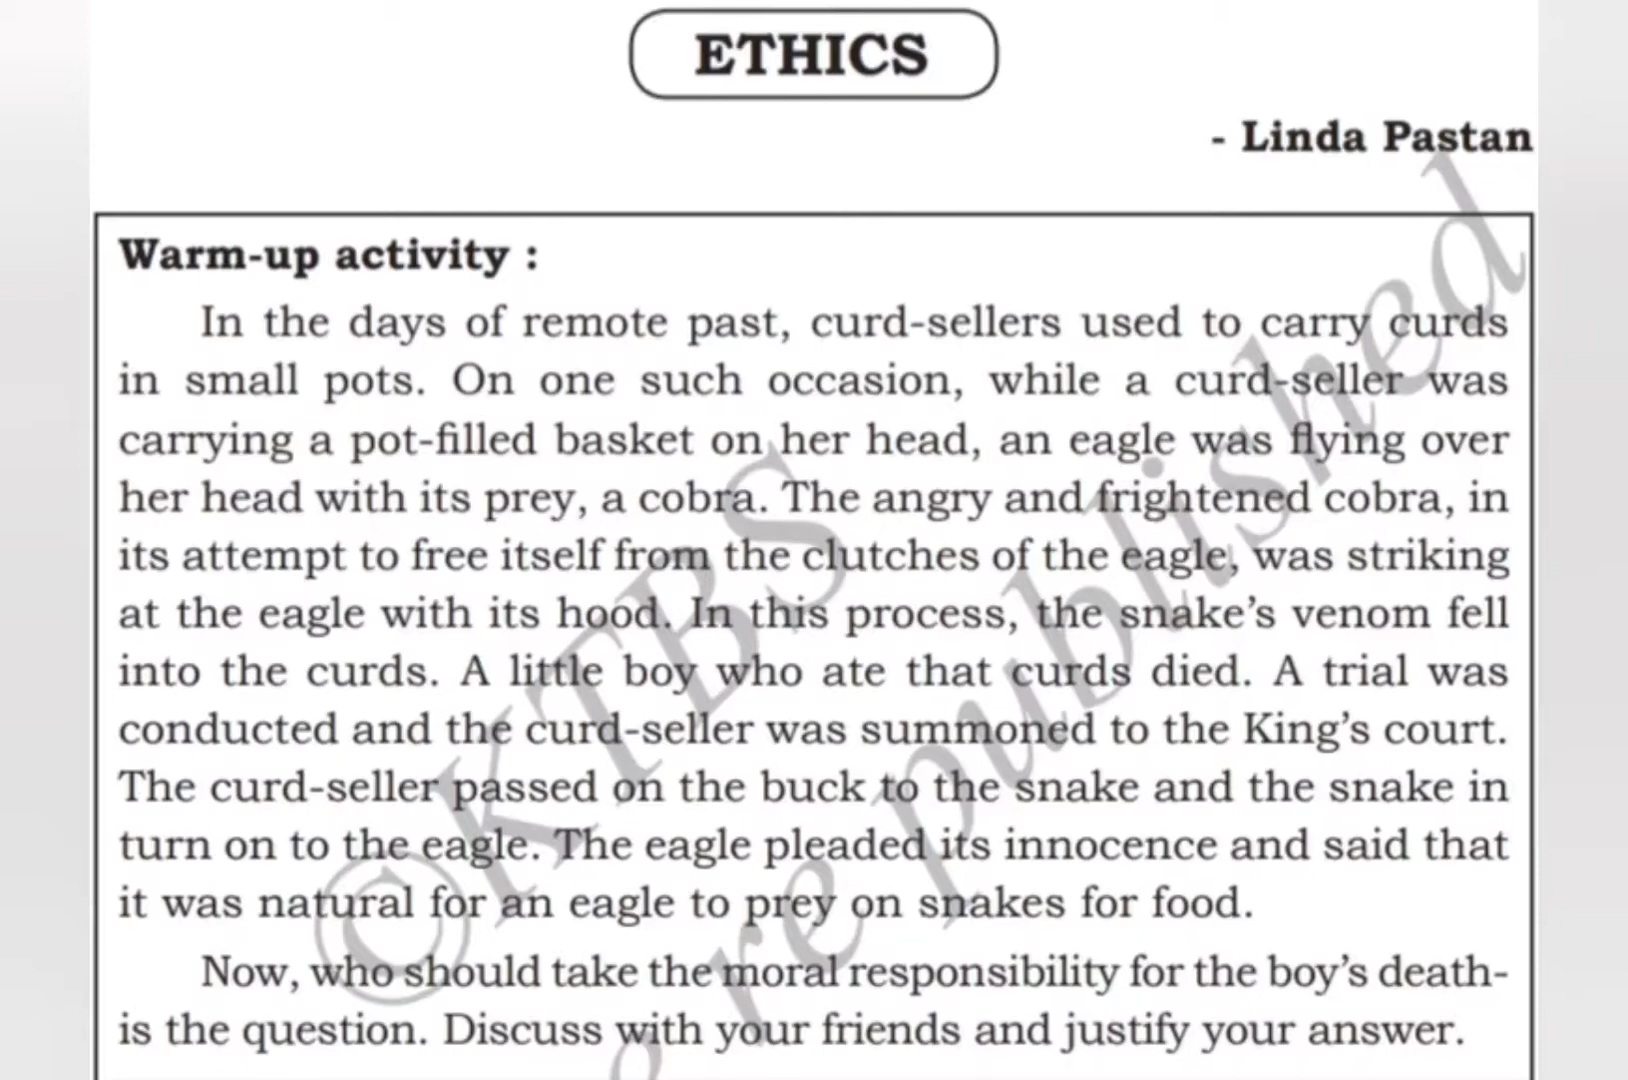 ETHICS
- Linda Pastan
Warm-up activity :
In the days of remote past, curd-sellers used to carry curds
in small pots. On one such occasion, while a curd-seller was
carrying a pot-filled basket on her head, an eagle was flying over
her head with its prey, a cobra. The angry and frightened cobra, in
its attempt to free itself from the clutches of the eagle, was striking
at the eagle with its hood. In this process, the snake's venom fell
into the curds. A little boy who ate that curds died. A trial was
conducted and the curd-seller was summoned to the King's court.
The curd-seller passed on the buck to the snake and the snake in
turn on to the eagle. The eagle pleaded its innocence and said that
it was natural for an eagle to prey on snakes for food.
Now, who should take the moral responsibility for the boy's death-
is the question. Discuss with your friends and justify your answer.
©KTBS
re published